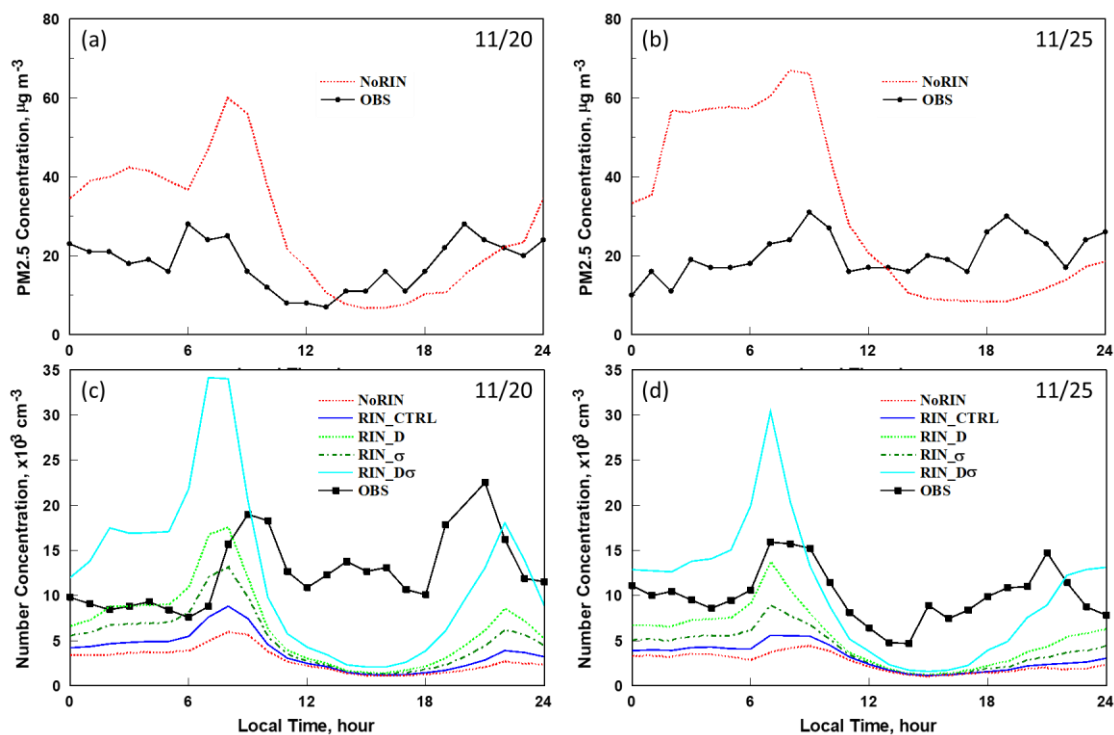 (a) 11/20
80
60
40
20
0
PM2.5 Concentration, µg m-3
NoRIN
OBS
0 6 12 18 24
(b) 11/25
80
60
40
20
0
PM2.5 Concentration, µg m-3
NoRIN
OBS
0 6 12 18 24
(c) 11/20
35
30
25
20
15
10
5
0
Number Concentration, x10³ cm-3
NoRIN
RIN_CTRL
RIN_D
RIN_σ
RIN_Dσ
OBS
0 6 12 18 24
Local Time, hour
(d) 11/25
35
30
25
20
15
10
5
0
Number Concentration, x10³ cm-3
NoRIN
RIN_CTRL
RIN_D
RIN_σ
RIN_Dσ
OBS
0 6 12 18 24
Local Time, hour